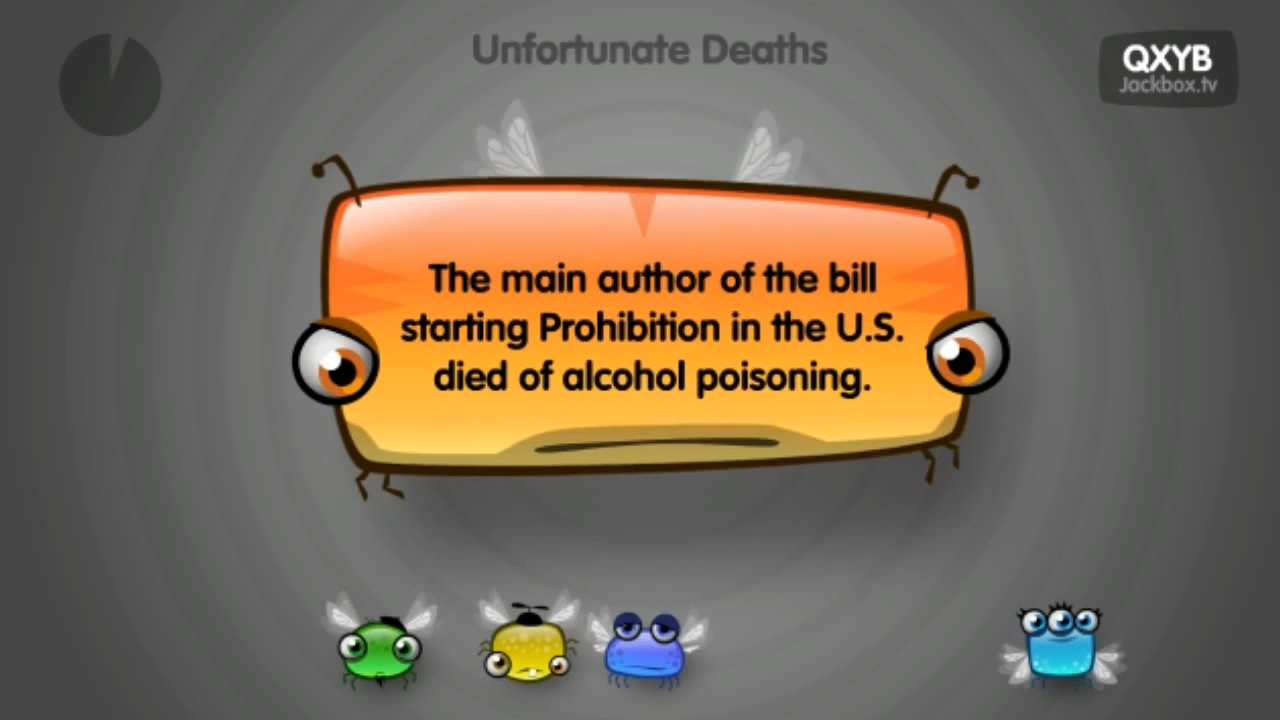 Unfortunate Deaths
QXYB
Jackbox.tv
The main author of the bill
starting Prohibition in the U.S.
died of alcohol poisoning.